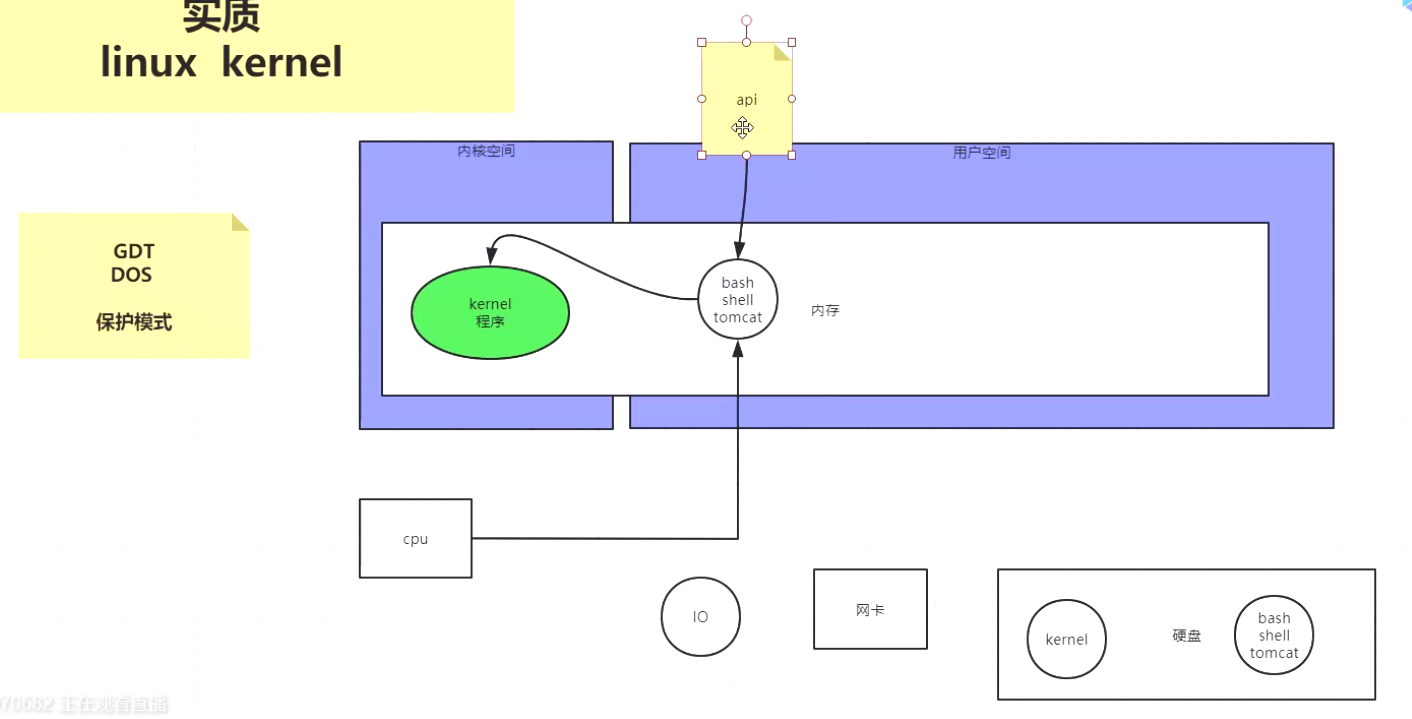 实质
linux kernel
api
内核空间
用户空间
GDT
DOS
保护模式
kernel
程序
bash
shell
tomcat
内存
cpu
IO
网卡
kernel
硬盘
bash
shell
tomcat
70682 正在观看直播